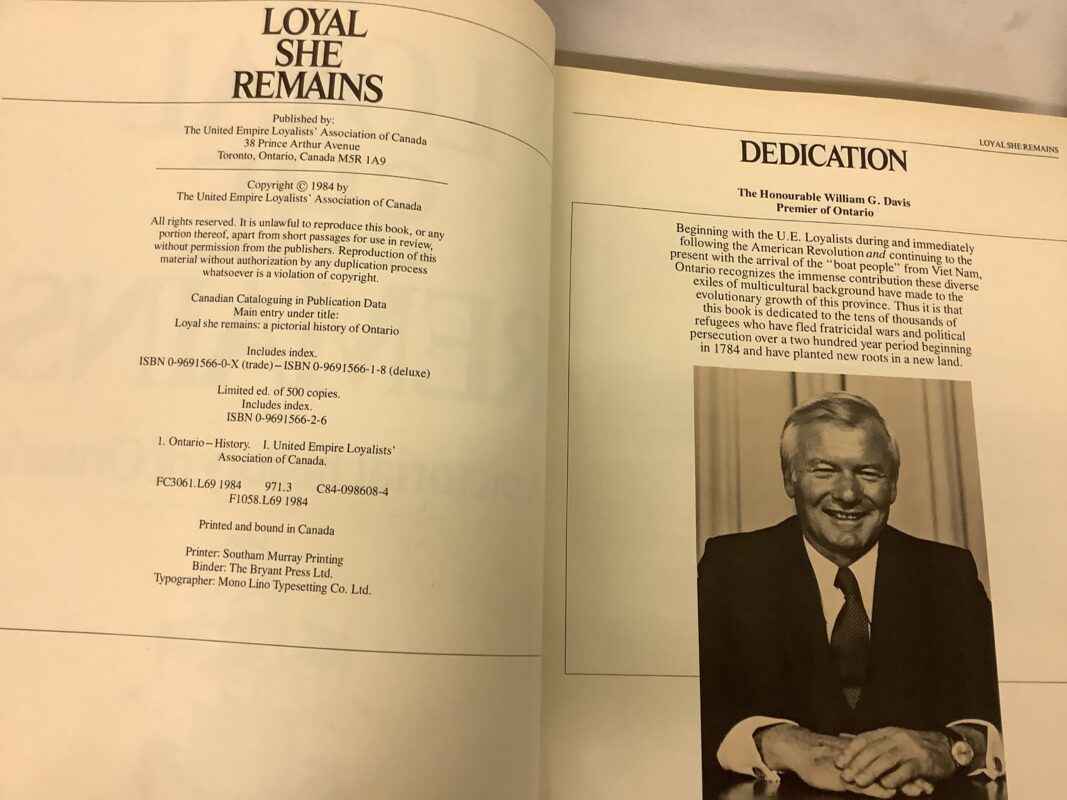 LOYAL
SHE
REMAINS
Published by:
The United Empire Loyalists' Association of Canada
38 Prince Arthur Avenue
Toronto, Ontario, Canada M5R 1A9
Copyright © 1984 by
The United Empire Loyalists' Association of Canada
All rights reserved. It is unlawful to reproduce this book, or any
portion thereof, apart from short passages for use in review,
without permission from the publishers. Reproduction of this
material without authorization by any duplication process
whatsoever is a violation of copyright.
Canadian Cataloguing in Publication Data
Main entry under title:
Loyal she remains: a pictorial history of Ontario
Includes index.
ISBN 0-9691566-0-X (trade)–ISBN 0-9691566-1-8 (deluxe)
Limited ed. of 500 copies.
Includes index.
ISBN 0-9691566-2-6
1. Ontario–History. I. United Empire Loyalists'
Association of Canada.
FC3061.L69 1984 971.3 C84-098608-4
F1058.L69 1984
Printed and bound in Canada
Printer: Southam Murray Printing
Binder: The Bryant Press Ltd.
Typographer: Mono Lino Typesetting Co. Ltd.
LOYAL SHE REMAINS
DEDICATION
The Honourable William G. Davis
Premier of Ontario
Beginning with the U.E. Loyalists during and immediately
following the American Revolution and continuing to the
present with the arrival of the "boat people" from Viet Nam,
Ontario recognizes the immense contribution these diverse
exiles of multicultural background have made to the
evolutionary growth of this province. Thus it is that
this book is dedicated to the tens of thousands of
refugees who have fled fratricidal wars and political
persecution over a two hundred year period beginning
in 1784 and have planted new roots in a new land.